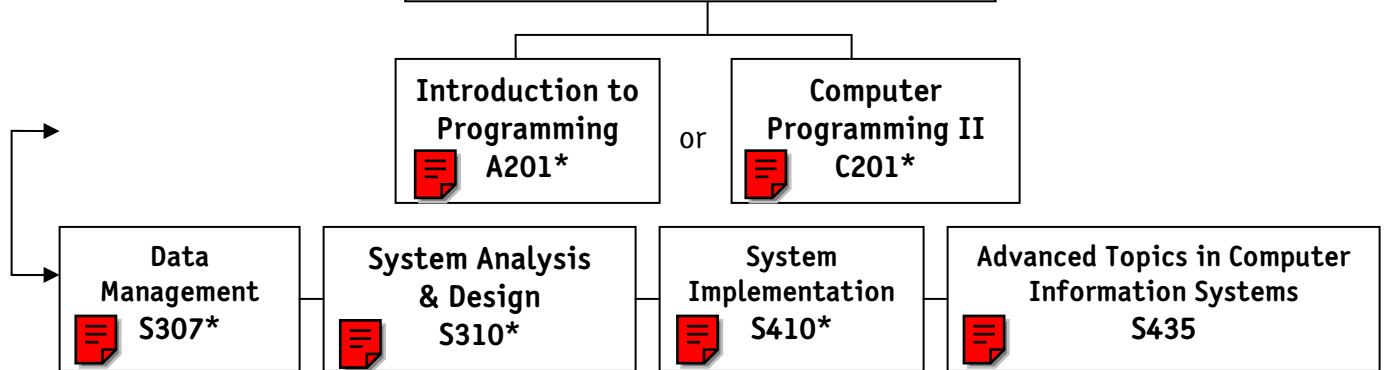 Introduction to
Programming
A201*
or
Computer
Programming II
C201*
Data
Management
S307*
System Analysis
& Design
S310*
System
Implementation
S410*
Advanced Topics in Computer
Information Systems
S435